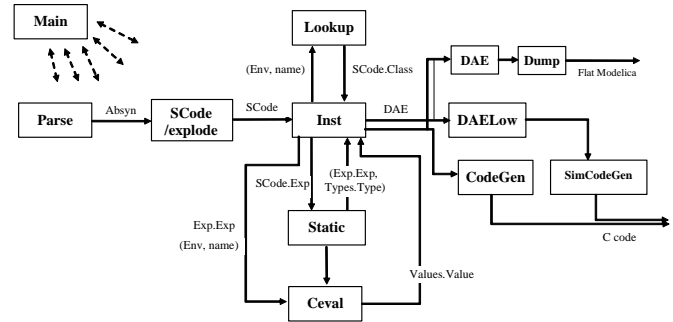 Main
Lookup
(Env, name)
SCode.Class
DAE
Dump
Flat Modelica
Parse
Absyn
SCode
/explode
SCode
Inst
DAE
DAELow
CodeGen
SimCodeGen
C code
SCode.Exp
(Exp.Exp,
Types.Type)
Static
Exp.Exp
(Env, name)
Values.Value
Ceval